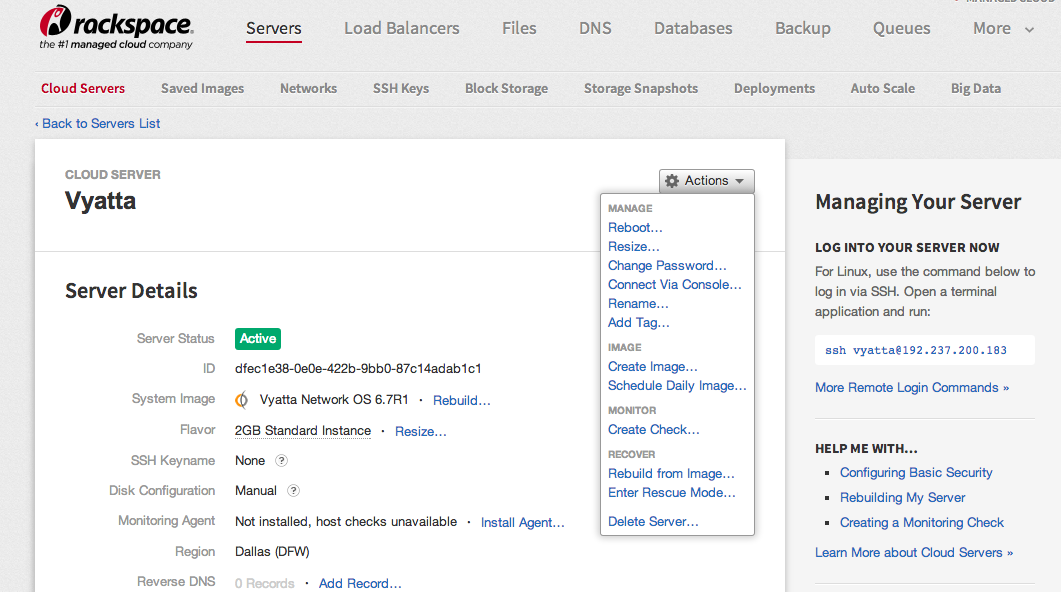 MANAGED CLOUD
rackspace.
the #1 managed cloud company
Servers Load Balancers Files DNS Databases Backup Queues More
Cloud Servers Saved Images Networks SSH Keys Block Storage Storage Snapshots Deployments Auto Scale Big Data
‹ Back to Servers List
CLOUD SERVER
Vyatta
Actions
MANAGE
Reboot...
Resize...
Change Password...
Connect Via Console...
Rename...
Add Tag...
IMAGE
Create Image...
Schedule Daily Image...
MONITOR
Create Check...
RECOVER
Rebuild from Image...
Enter Rescue Mode...
Delete Server...
Server Details
Server Status Active
ID dfec1e38-0e0e-422b-9bb0-87c14adab1c1
System Image Vyatta Network OS 6.7R1 · Rebuild...
Flavor 2GB Standard Instance · Resize...
SSH Keyname None ?
Disk Configuration Manual ?
Monitoring Agent Not installed, host checks unavailable · Install Agent...
Region Dallas (DFW)
Reverse DNS 0 Records · Add Record...
Managing Your Server
LOG INTO YOUR SERVER NOW
For Linux, use the command below to
log in via SSH. Open a terminal
application and run:
ssh vyatta@192.237.200.183
More Remote Login Commands »
HELP ME WITH...
Configuring Basic Security
Rebuilding My Server
Creating a Monitoring Check
Learn More about Cloud Servers »